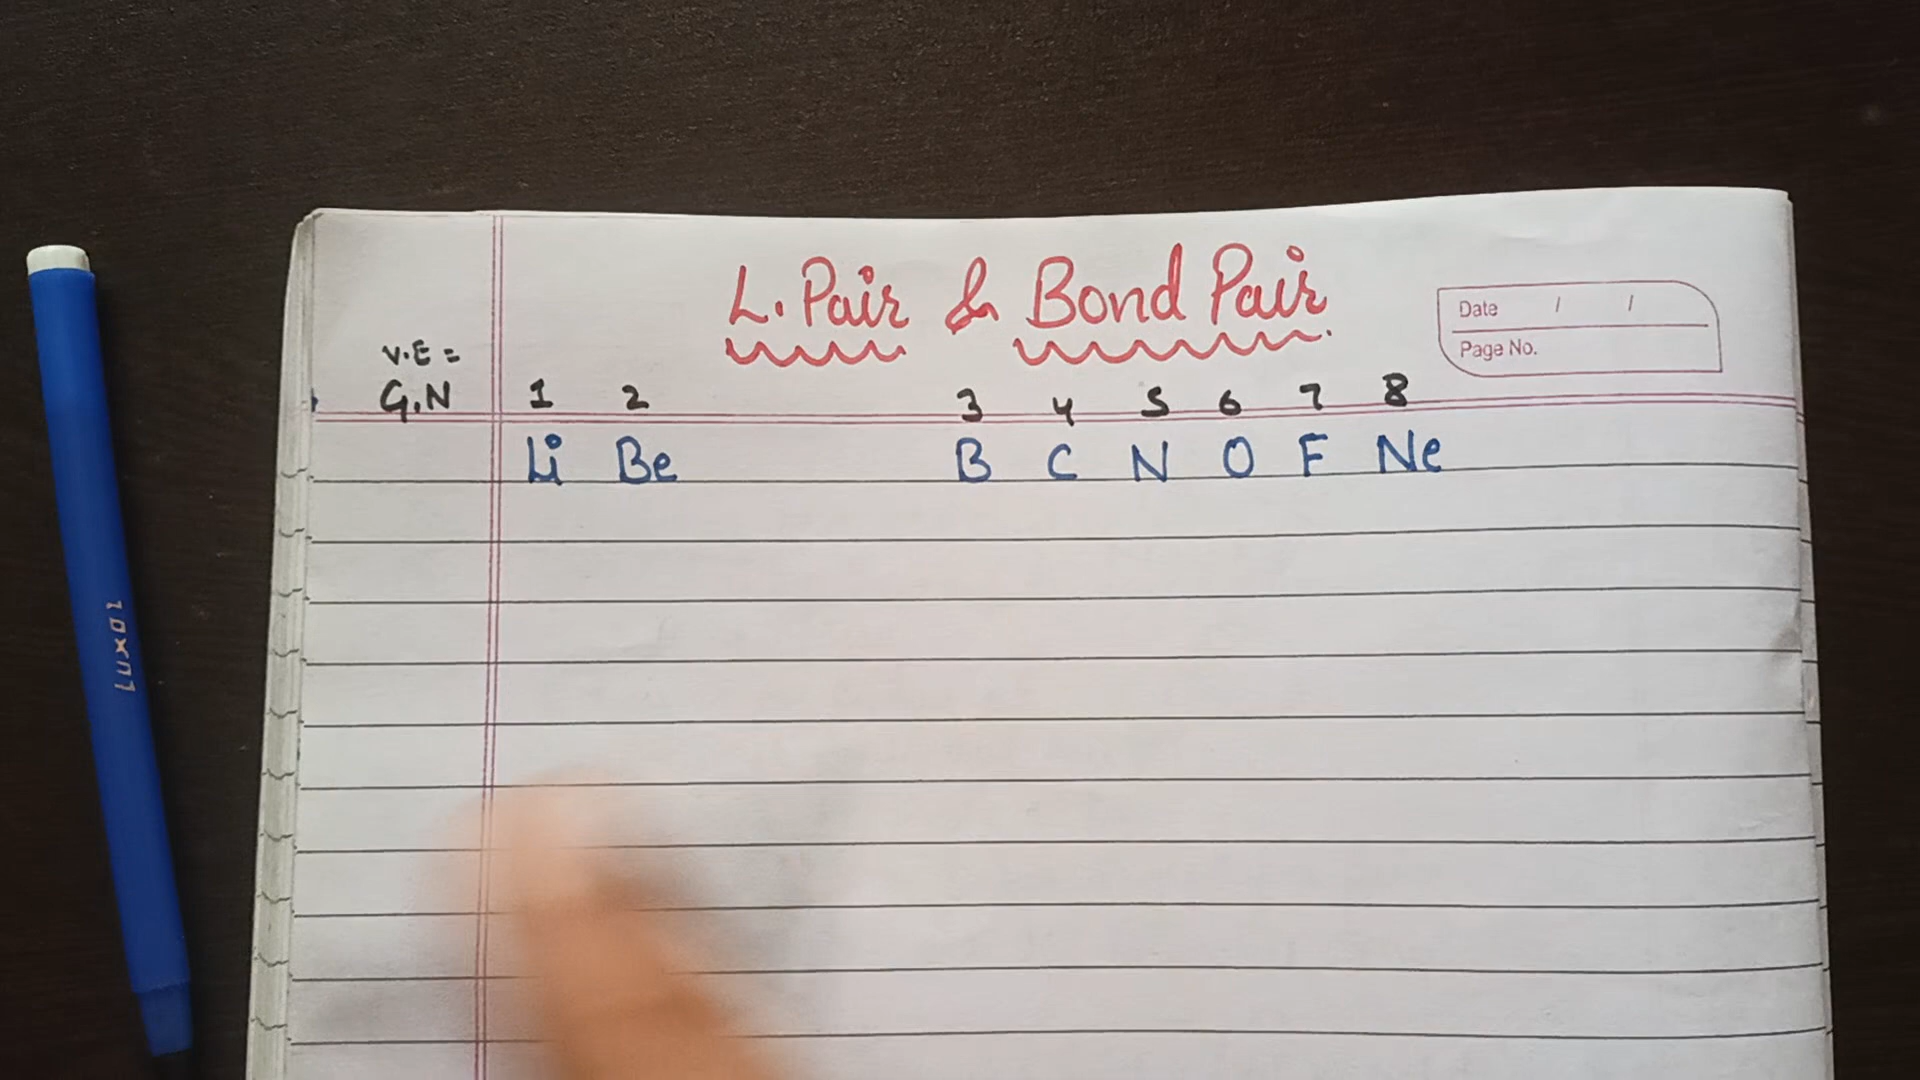 L. Pair & Bond Pair
Date / /
Page No.
V.E =
G.N 1 2 3 4 5 6 7 8
Li Be B C N O F Ne
LUXOR